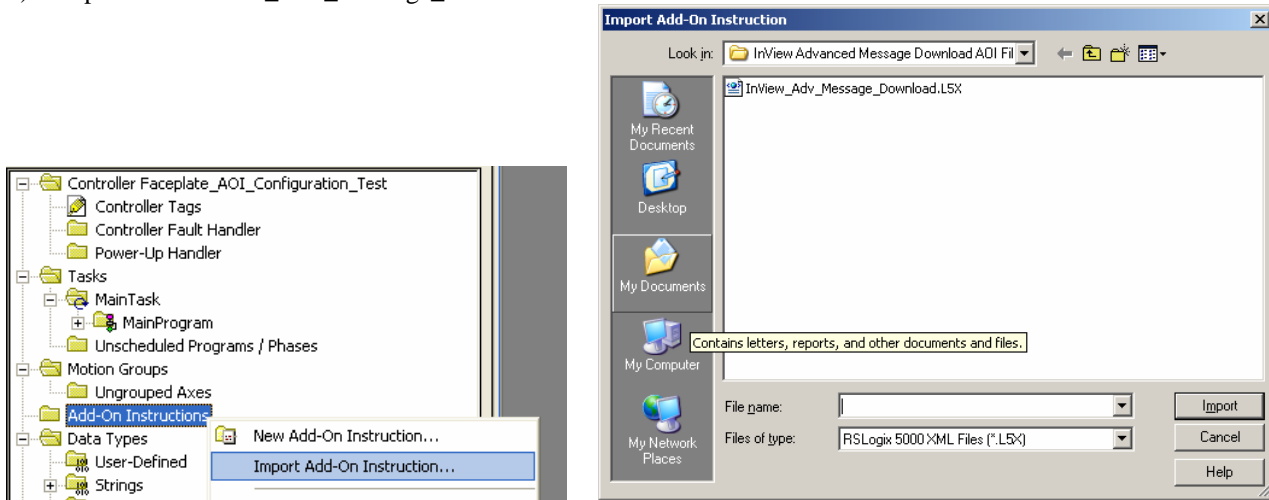 Controller Faceplate_AOI_Configuration_Test
Controller Tags
Controller Fault Handler
Power-Up Handler
Tasks
MainTask
MainProgram
Unscheduled Programs / Phases
Motion Groups
Ungrouped Axes
Add-On Instructions
Data Types
User-Defined
Strings
New Add-On Instruction...
Import Add-On Instruction...
Import Add-On Instruction
Look in:
InView Advanced Message Download AOI Fil
InView_Adv_Message_Download.L5X
My Recent
Documents
Desktop
My Documents
My Computer
Contains letters, reports, and other documents and files.
My Network
Places
File name:
Import
Files of type:
RSLogix 5000 XML Files (*.L5X)
Cancel
Help